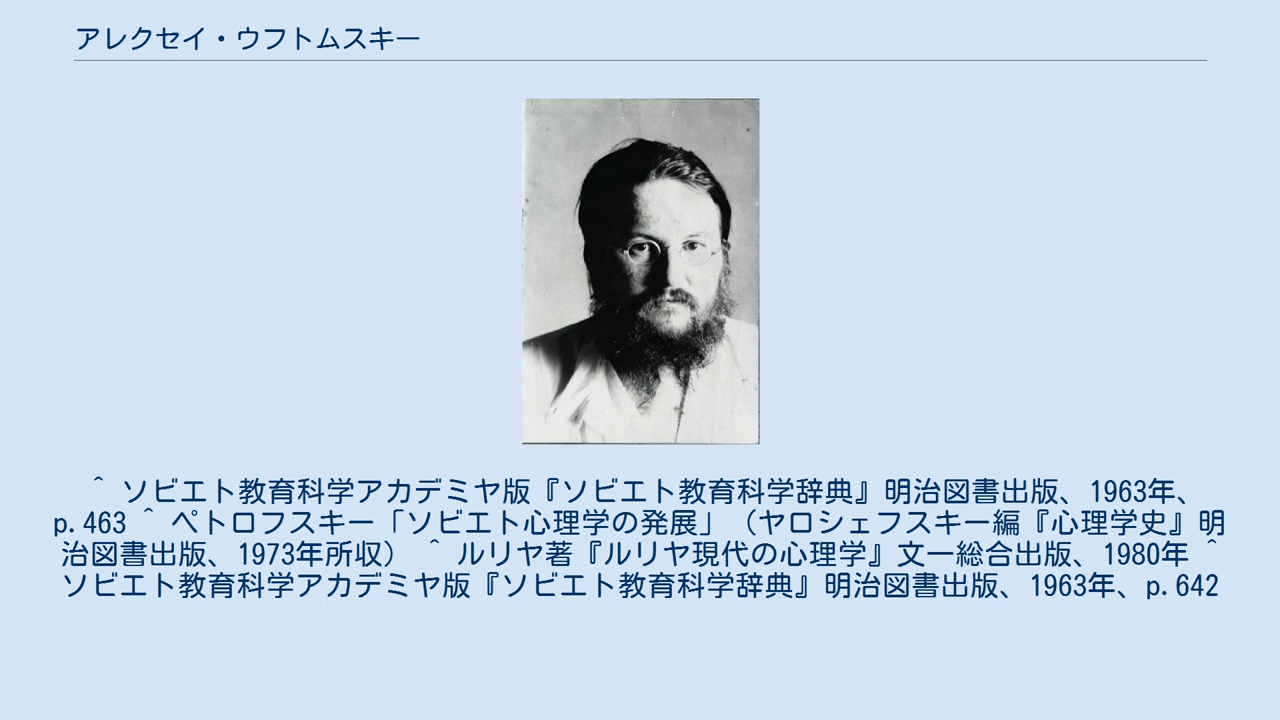 アレクセイ・ウフトムスキー
＾ ソビエト教育科学アカデミヤ版『ソビエト教育科学辞典』明治図書出版、1963年、
p.463 ＾ ペトロフスキー「ソビエト心理学の発展」（ヤロシェフスキー編『心理学史』明
治図書出版、1973年所収） ＾ ルリヤ著『ルリヤ現代の心理学』文一総合出版、1980年 ＾
ソビエト教育科学アカデミヤ版『ソビエト教育科学辞典』明治図書出版、1963年、p.642